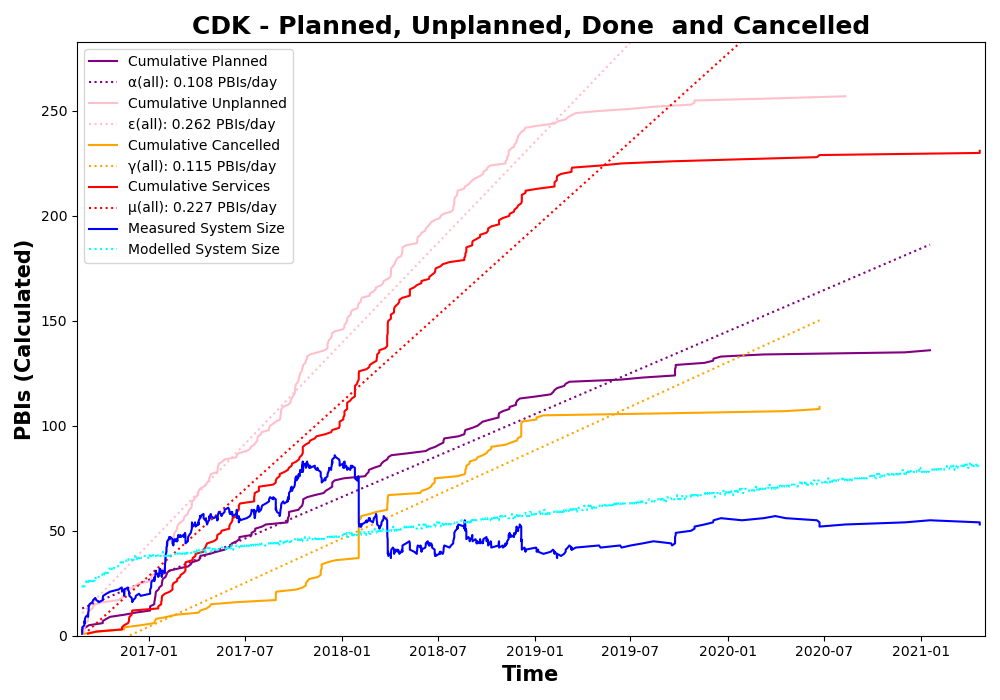 CDK - Planned, Unplanned, Done  and Cancelled
Cumulative Planned
α(all): 0.108 PBIs/day
Cumulative Unplanned
ε(all): 0.262 PBIs/day
Cumulative Cancelled
γ(all): 0.115 PBIs/day
Cumulative Services
μ(all): 0.227 PBIs/day
Measured System Size
Modelled System Size
PBIs (Calculated)
250
200
150
100
50
0
2017-01 2017-07 2018-01 2018-07 2019-01 2019-07 2020-01 2020-07 2021-01
Time